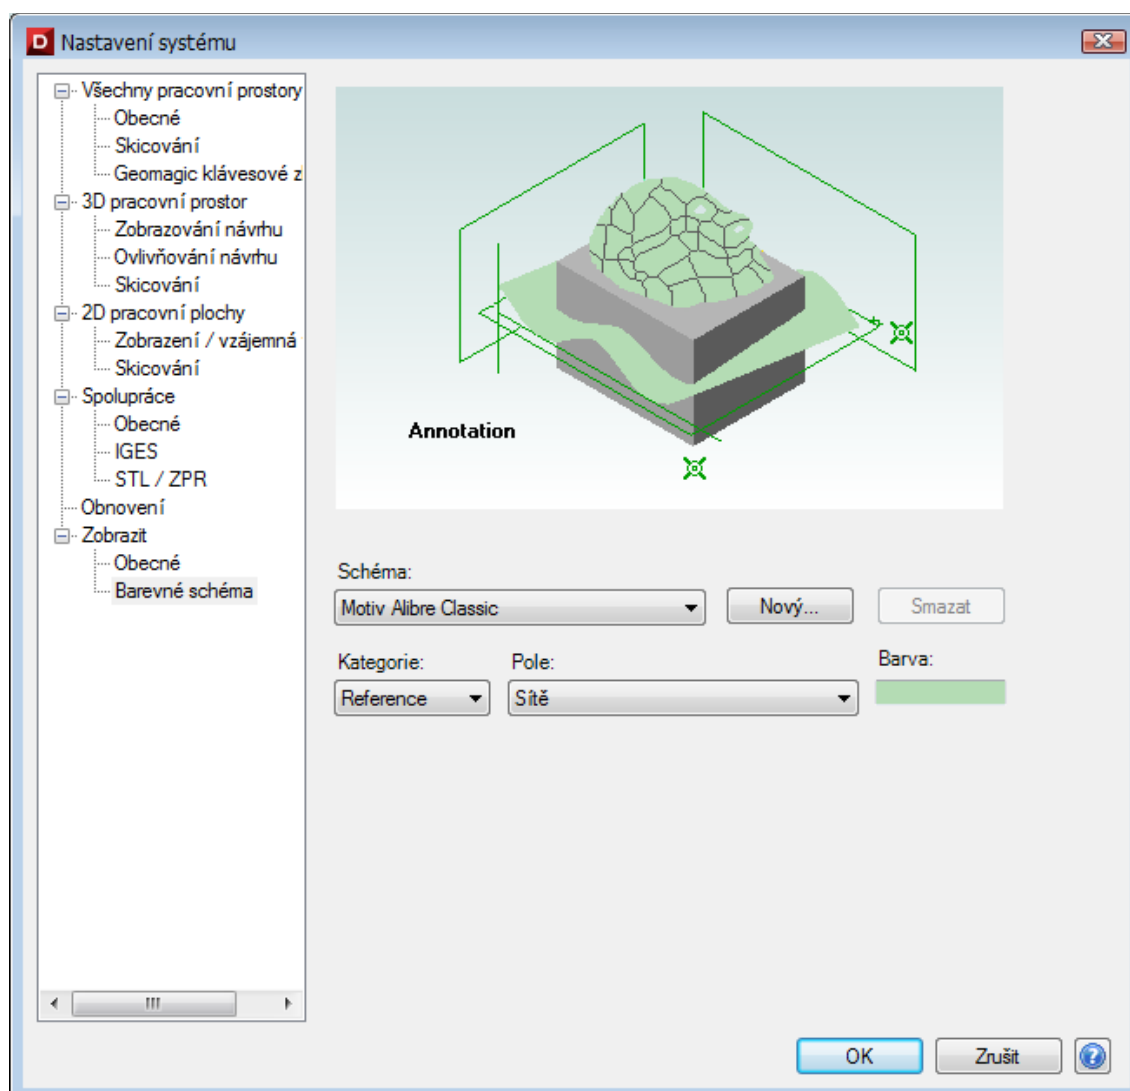 Nastavení systému
Všechny pracovní prostory
Obecné
Skicování
Geomagic klávesové z
3D pracovní prostor
Zobrazování návrhu
Ovlivňování návrhu
Skicování
2D pracovní plochy
Zobrazení / vzájemná
Skicování
Spolupráce
Obecné
IGES
STL / ZPR
Obnovení
Zobrazit
Obecné
Barevné schéma
Annotation
Schéma:
Motiv Alibre Classic
Nový...
Smazat
Kategorie:
Pole:
Barva:
Reference
Sítě
OK
Zrušit